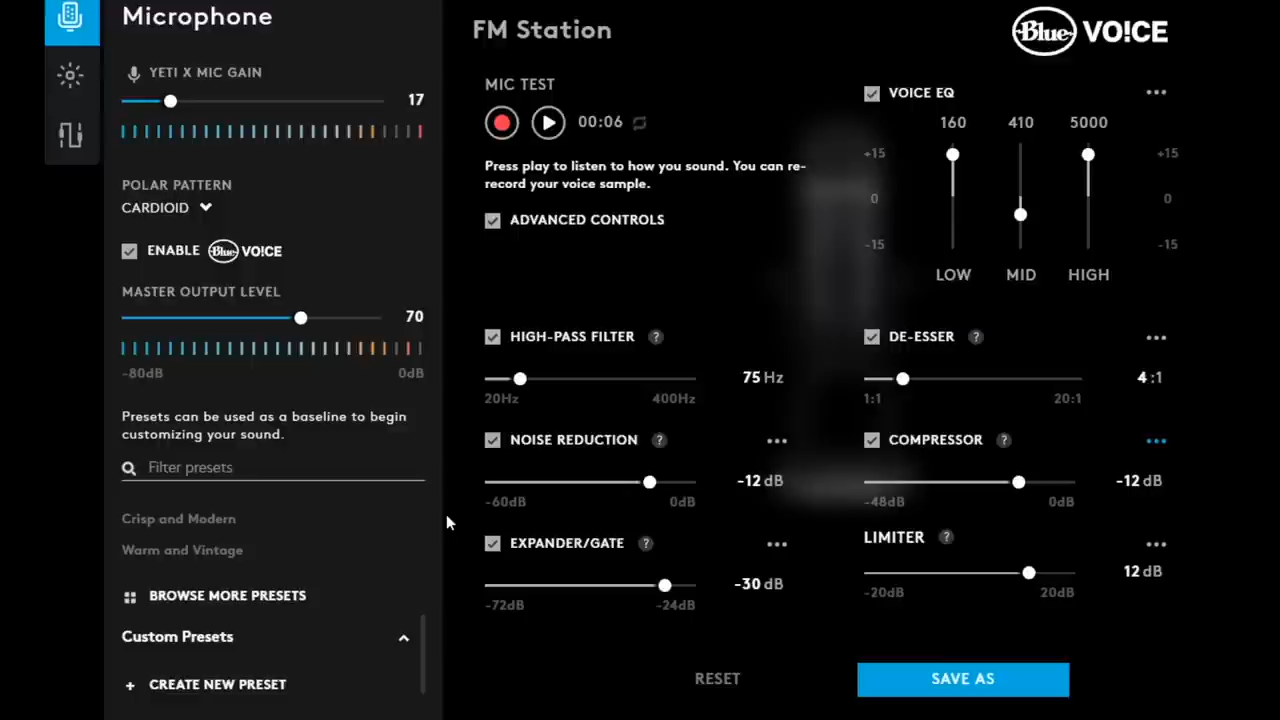 Microphone
YETI X MIC GAIN
17
POLAR PATTERN
CARDIOID
ENABLE Blue VO!CE
MASTER OUTPUT LEVEL
70
-80dB 0dB
Presets can be used as a baseline to begin
customizing your sound.
Filter presets
Crisp and Modern
Warm and Vintage
BROWSE MORE PRESETS
Custom Presets
+ CREATE NEW PRESET
FM Station
Blue VO!CE
MIC TEST
00:06
Press play to listen to how you sound. You can re-
record your voice sample.
ADVANCED CONTROLS
VOICE EQ
160 410 5000
+15 +15
0 0
-15 -15
LOW MID HIGH
HIGH-PASS FILTER ?
75 Hz
20Hz 400Hz
DE-ESSER ?
4 :1
1:1 20:1
NOISE REDUCTION ?
-12 dB
-60dB 0dB
COMPRESSOR ?
-12 dB
-48dB 0dB
EXPANDER/GATE ?
-30 dB
-72dB -24dB
LIMITER ?
12 dB
-20dB 20dB
RESET
SAVE AS